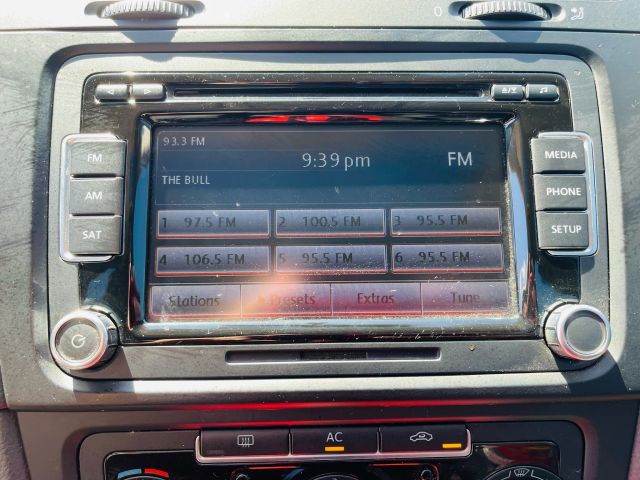 0
93.3 FM
9:39 pm
FM
THE BULL
1 97.5 FM
2 100.5 FM
3 95.5 FM
4 106.5 FM
5 95.5 FM
6 95.5 FM
Stations
Presets
Extras
Tune
FM
AM
SAT
MEDIA
PHONE
SETUP
AC